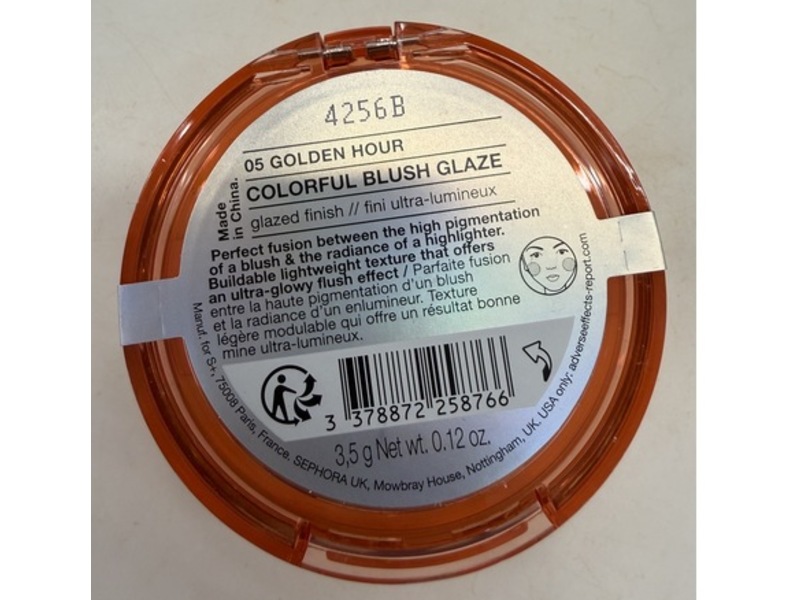 4256B
05 GOLDEN HOUR
COLORFUL BLUSH GLAZE
glazed finish // fini ultra-lumineux
Made
in China.
Perfect fusion between the high pigmentation
of a blush & the radiance of a highlighter.
Buildable lightweight texture that offers
an ultra-glowy flush effect / Parfaite fusion
entre la haute pigmentation d'un blush
et la radiance d'un enlumineur. Texture
légère modulable qui offre un résultat bonne
mine ultra-lumineux.
3 378872 258766
3,5 g Net wt. 0.12 oz.
Manuf. for S+, 75008 Paris, France. SEPHORA UK, Mowbray House, Nottingham, UK. USA only: adverseeffects-report.com